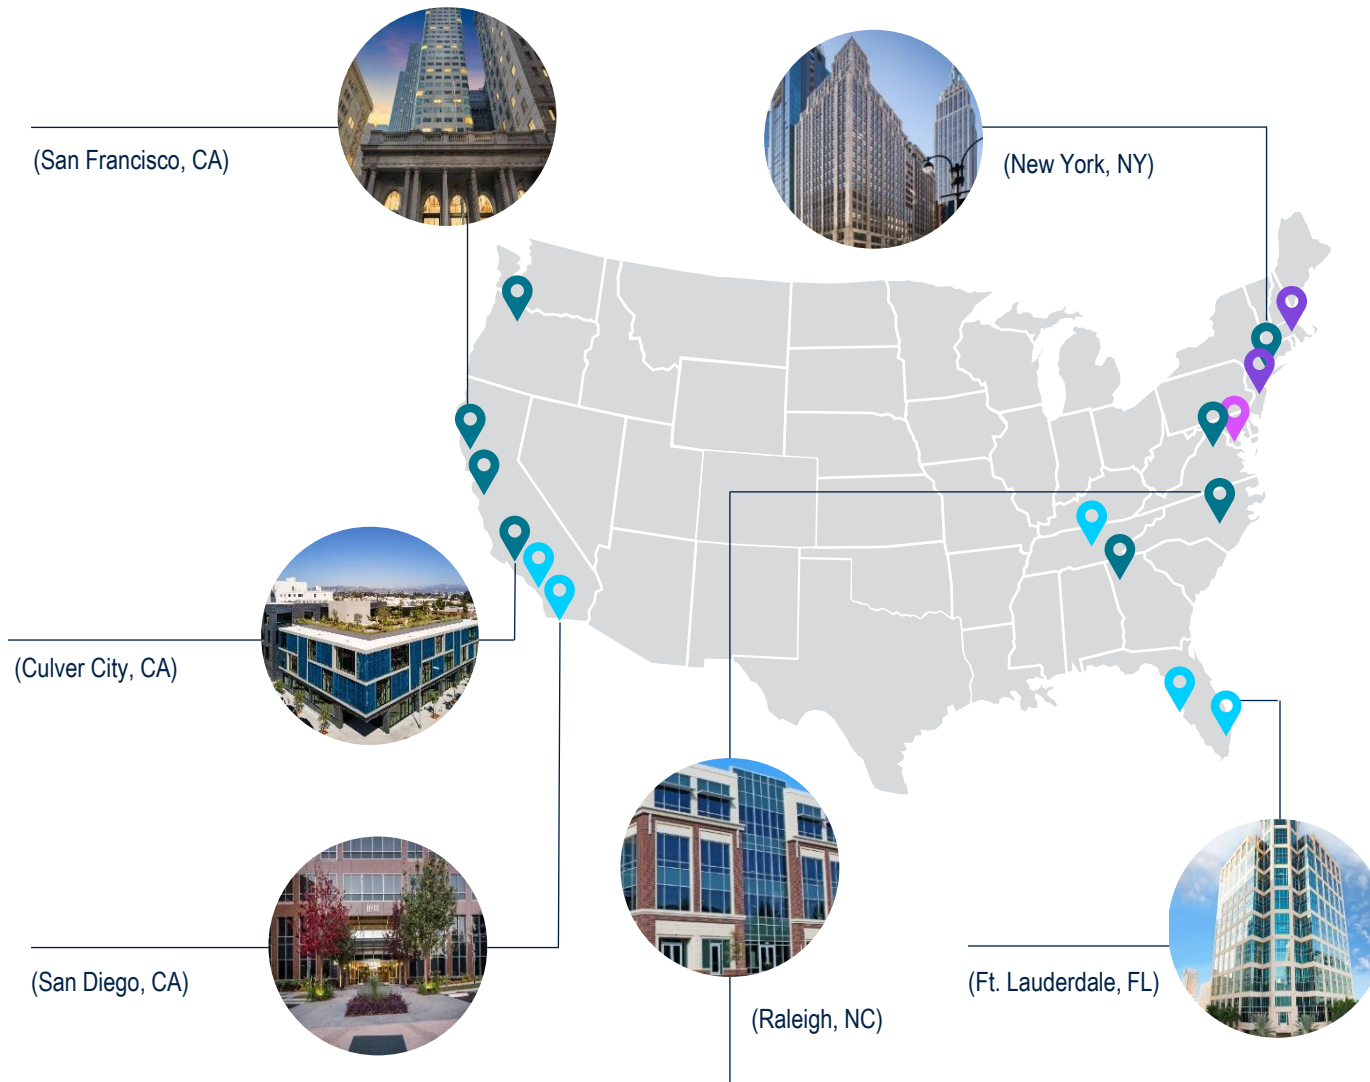 (San Francisco, CA)
(New York, NY)
(Culver City, CA)
(San Diego, CA)
(Raleigh, NC)
(Ft. Lauderdale, FL)